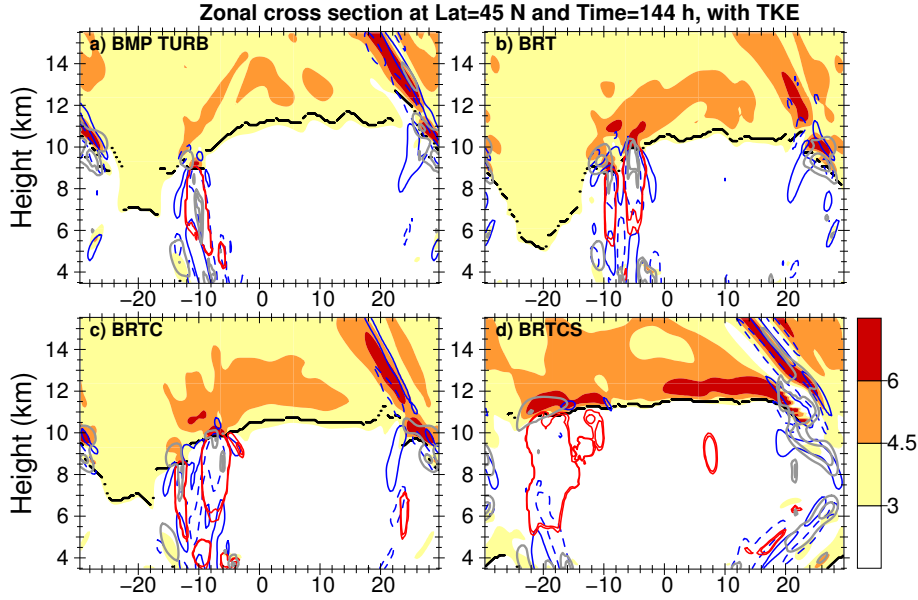 Zonal cross section at Lat=45 N and Time=144 h, with TKE
a) BMP TURB
b) BRT
Height (km)
14
12
10
8
6
4
−20 −10 0 10 20
14
12
10
8
6
4
−20 −10 0 10 20
c) BRTC
d) BRTCS
Height (km)
14
12
10
8
6
4
−20 −10 0 10 20
14
12
10
8
6
4
−20 −10 0 10 20
6
4.5
3